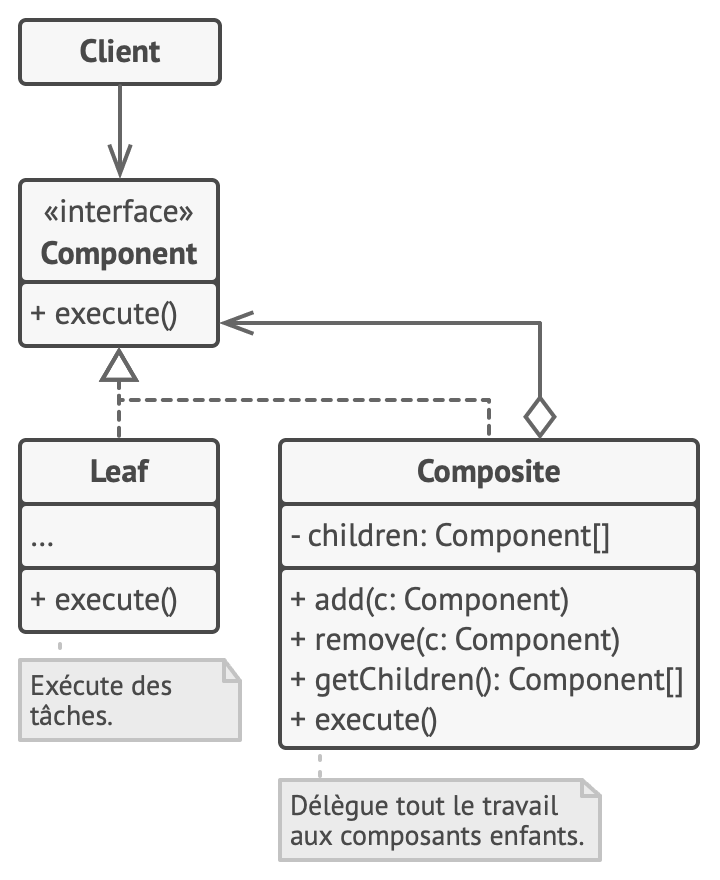 Client
«interface»
Component
+ execute()
Leaf
...
+ execute()
Exécute des
tâches.
Composite
- children: Component[]
+ add(c: Component)
+ remove(c: Component)
+ getChildren(): Component[]
+ execute()
Délègue tout le travail
aux composants enfants.